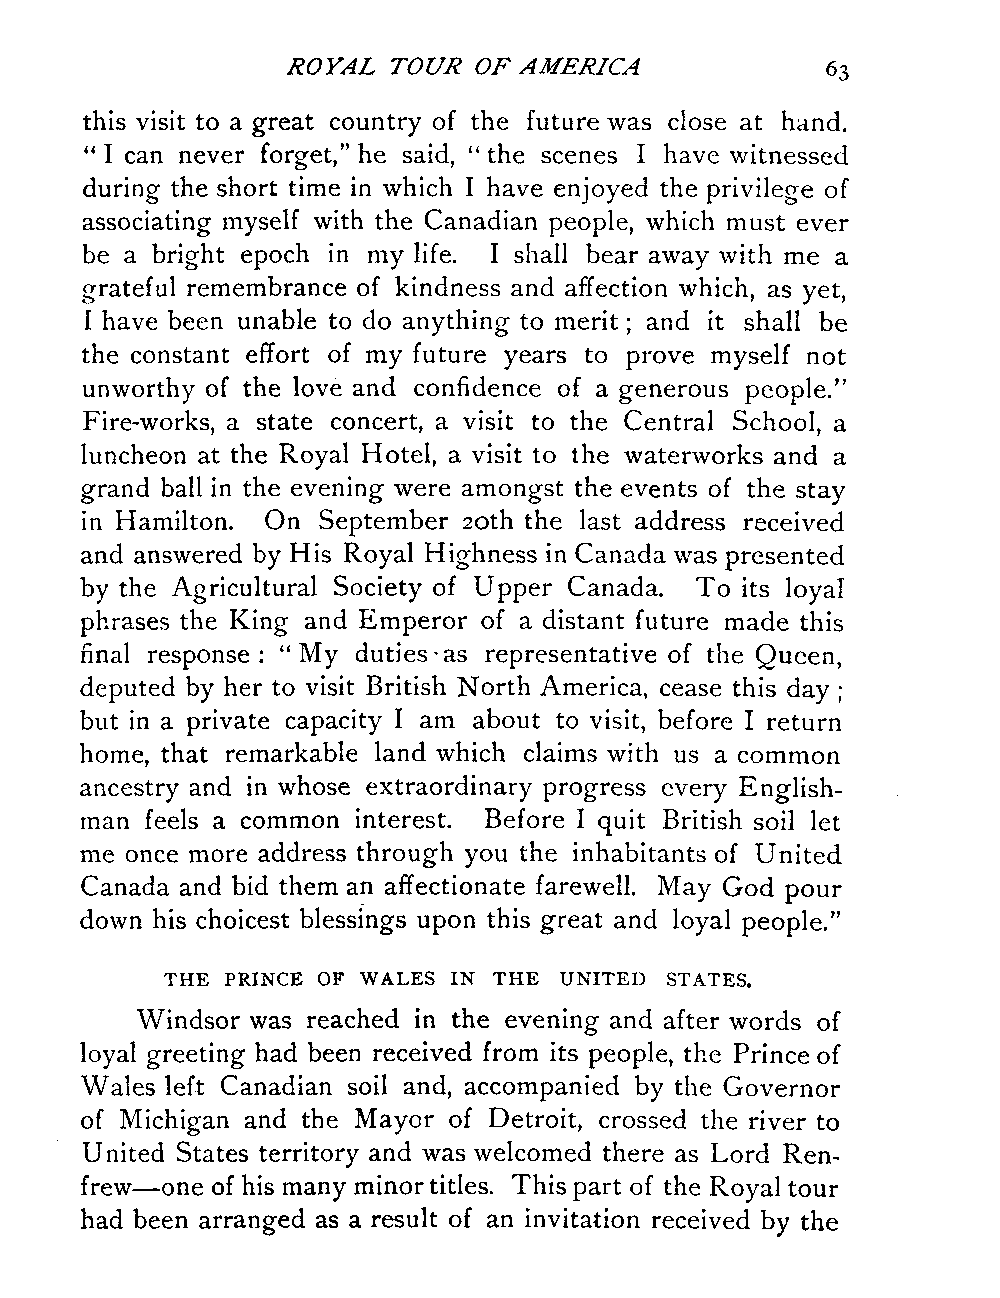 ROYAL TOUR OF AMERICA 63
this visit to a great country of the future was close at hand.
“ I can never forget,” he said, “ the scenes I have witnessed
during the short time in which I have enjoyed the privilege of
associating myself with the Canadian people, which must ever
be a bright epoch in my life. I shall bear away with me a
grateful remembrance of kindness and affection which, as yet,
I have been unable to do anything to merit ; and it shall be
the constant effort of my future years to prove myself not
unworthy of the love and confidence of a generous people.”
Fire-works, a state concert, a visit to the Central School, a
luncheon at the Royal Hotel, a visit to the waterworks and a
grand ball in the evening were amongst the events of the stay
in Hamilton. On September 20th the last address received
and answered by His Royal Highness in Canada was presented
by the Agricultural Society of Upper Canada. To its loyal
phrases the King and Emperor of a distant future made this
final response : “ My duties as representative of the Queen,
deputed by her to visit British North America, cease this day ;
but in a private capacity I am about to visit, before I return
home, that remarkable land which claims with us a common
ancestry and in whose extraordinary progress every English-
man feels a common interest. Before I quit British soil let
me once more address through you the inhabitants of United
Canada and bid them an affectionate farewell. May God pour
down his choicest blessings upon this great and loyal people.”
THE PRINCE OF WALES IN THE UNITED STATES.
Windsor was reached in the evening and after words of
loyal greeting had been received from its people, the Prince of
Wales left Canadian soil and, accompanied by the Governor
of Michigan and the Mayor of Detroit, crossed the river to
United States territory and was welcomed there as Lord Ren-
frew—one of his many minor titles. This part of the Royal tour
had been arranged as a result of an invitation received by the